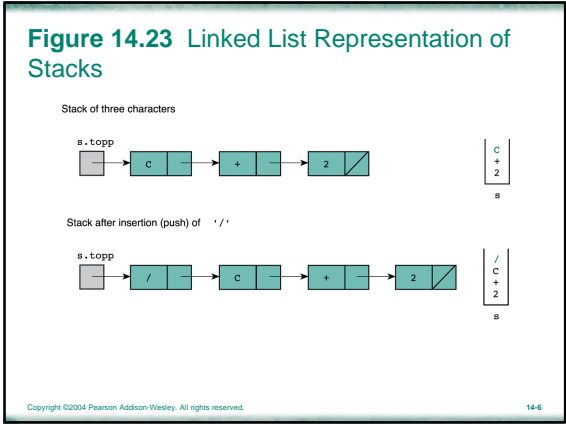 Figure 14.23 Linked List Representation of
Stacks
Stack of three characters
s.topp
C + 2
C
+
2
s
Stack after insertion (push) of '/'
s.topp
/ C + 2
/
C
+
2
s
Copyright ©2004 Pearson Addison-Wesley. All rights reserved. 14-6